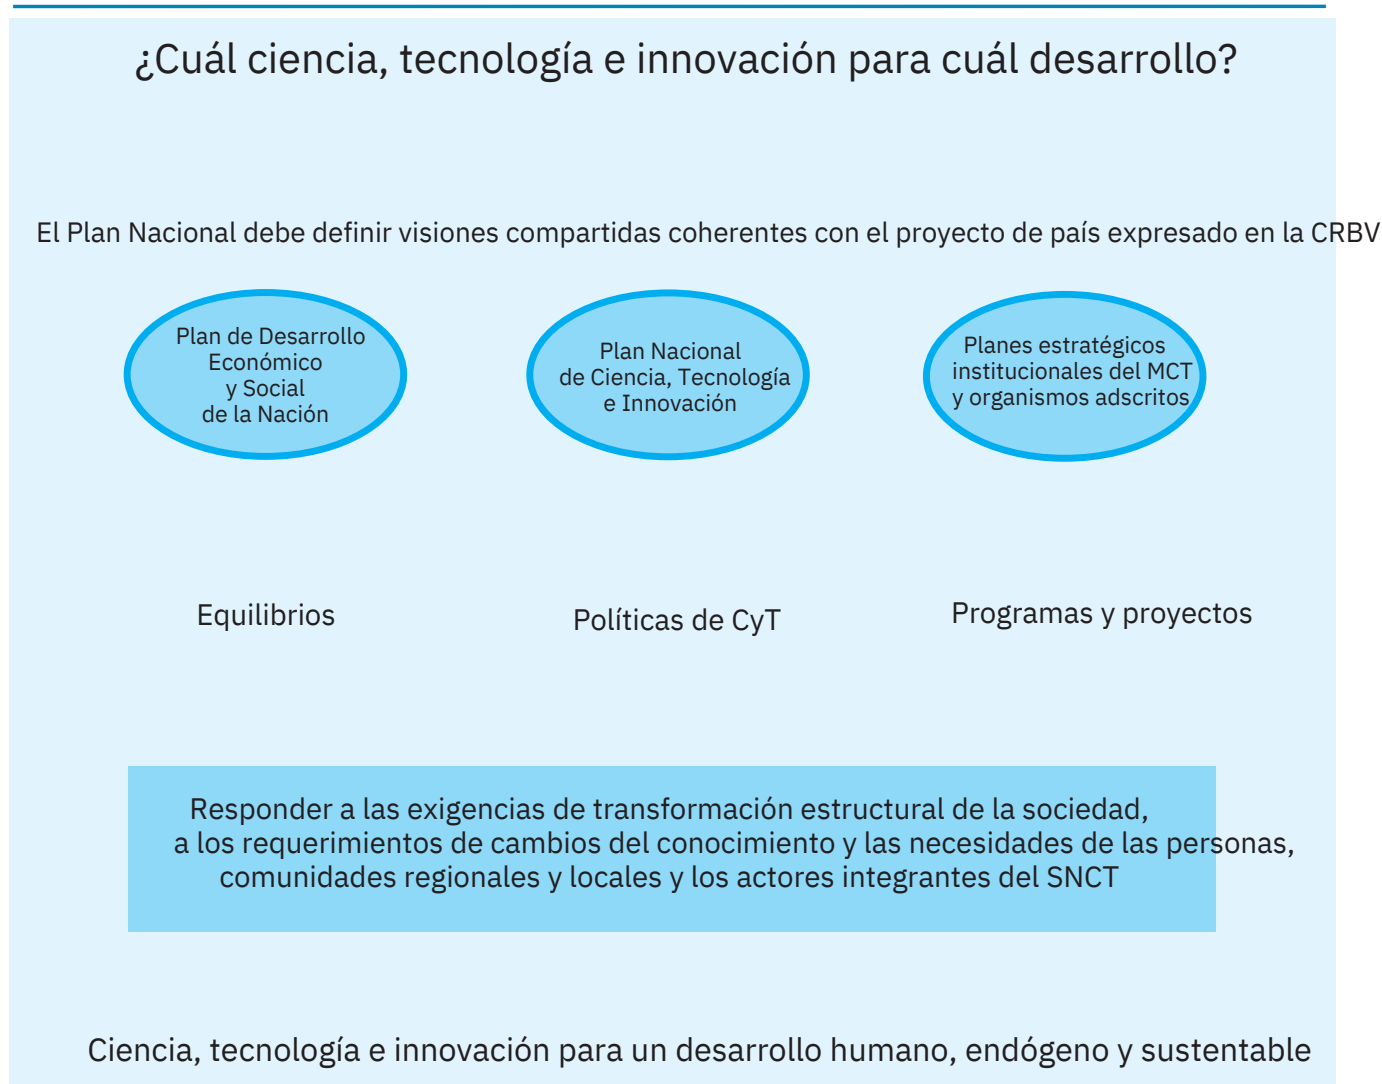 ¿Cuál ciencia, tecnología e innovación para cuál desarrollo?
El Plan Nacional debe definir visiones compartidas coherentes con el proyecto de país expresado en la CRBV
Plan de Desarrollo
Económico
y Social
de la Nación
Plan Nacional
de Ciencia, Tecnología
e Innovación
Planes estratégicos
institucionales del MCT
y organismos adscritos
Equilibrios
Políticas de CyT
Programas y proyectos
Responder a las exigencias de transformación estructural de la sociedad,
a los requerimientos de cambios del conocimiento y las necesidades de las personas,
comunidades regionales y locales y los actores integrantes del SNCT
Ciencia, tecnología e innovación para un desarrollo humano, endógeno y sustentable